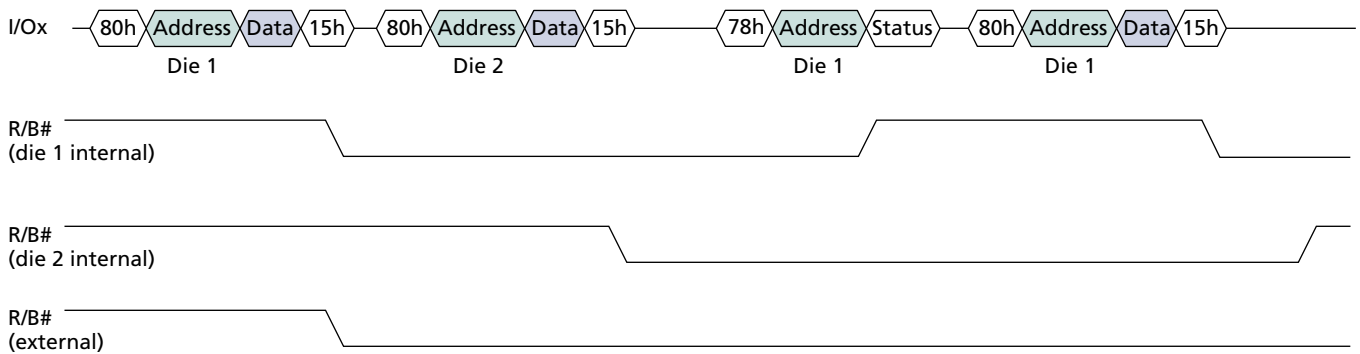 I/Ox 80h Address Data 15h 80h Address Data 15h 78h Address Status 80h Address Data 15h
Die 1 Die 2 Die 1 Die 1
R/B#
(die 1 internal)
R/B#
(die 2 internal)
R/B#
(external)